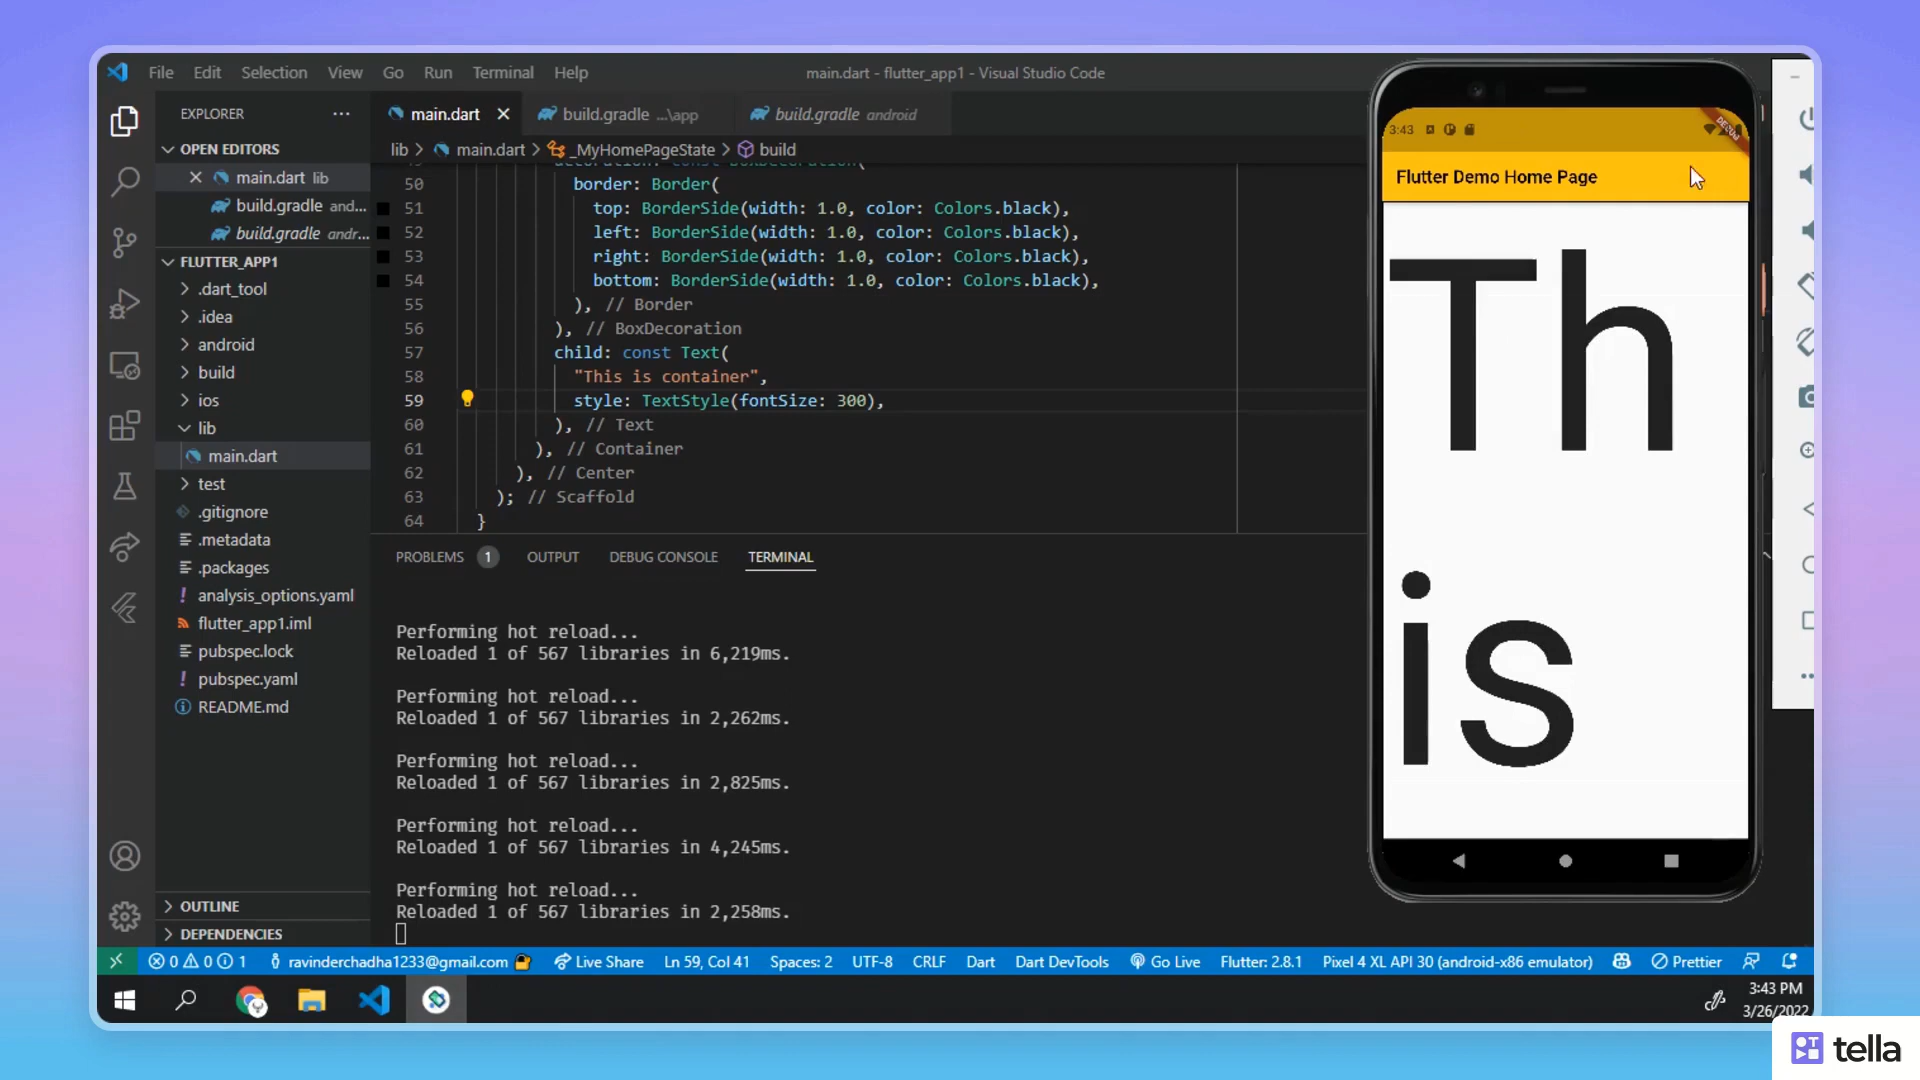 File Edit Selection View Go Run Terminal Help
main.dart - flutter_app1 - Visual Studio Code
EXPLORER
main.dart
build.gradle ...\app
build.gradle android
OPEN EDITORS
main.dart lib
build.gradle and...
build.gradle andr...
FLUTTER_APP1
.dart_tool
.idea
android
build
ios
lib
main.dart
test
.gitignore
.metadata
.packages
analysis_options.yaml
flutter_app1.iml
pubspec.lock
pubspec.yaml
README.md
OUTLINE
DEPENDENCIES
lib > main.dart > _MyHomePageState > build
50 border: Border(
51 top: BorderSide(width: 1.0, color: Colors.black),
52 left: BorderSide(width: 1.0, color: Colors.black),
53 right: BorderSide(width: 1.0, color: Colors.black),
54 bottom: BorderSide(width: 1.0, color: Colors.black),
55 ), // Border
56 ), // BoxDecoration
57 child: const Text(
58 "This is container",
59 style: TextStyle(fontSize: 300),
60 ), // Text
61 ), // Container
62 ), // Center
63 ); // Scaffold
64 }
PROBLEMS 1 OUTPUT DEBUG CONSOLE TERMINAL
Performing hot reload...
Reloaded 1 of 567 libraries in 6,219ms.
Performing hot reload...
Reloaded 1 of 567 libraries in 2,262ms.
Performing hot reload...
Reloaded 1 of 567 libraries in 2,825ms.
Performing hot reload...
Reloaded 1 of 567 libraries in 4,245ms.
Performing hot reload...
Reloaded 1 of 567 libraries in 2,258ms.
3:43
DEBUG
Flutter Demo Home Page
Th
is
0 0 1 ravinderchadha1233@gmail.com Live Share Ln 59, Col 41 Spaces: 2 UTF-8 CRLF Dart Dart DevTools Go Live Flutter: 2.8.1 Pixel 4 XL API 30 (android-x86 emulator) Prettier
3:43 PM
3/26/2022
tella